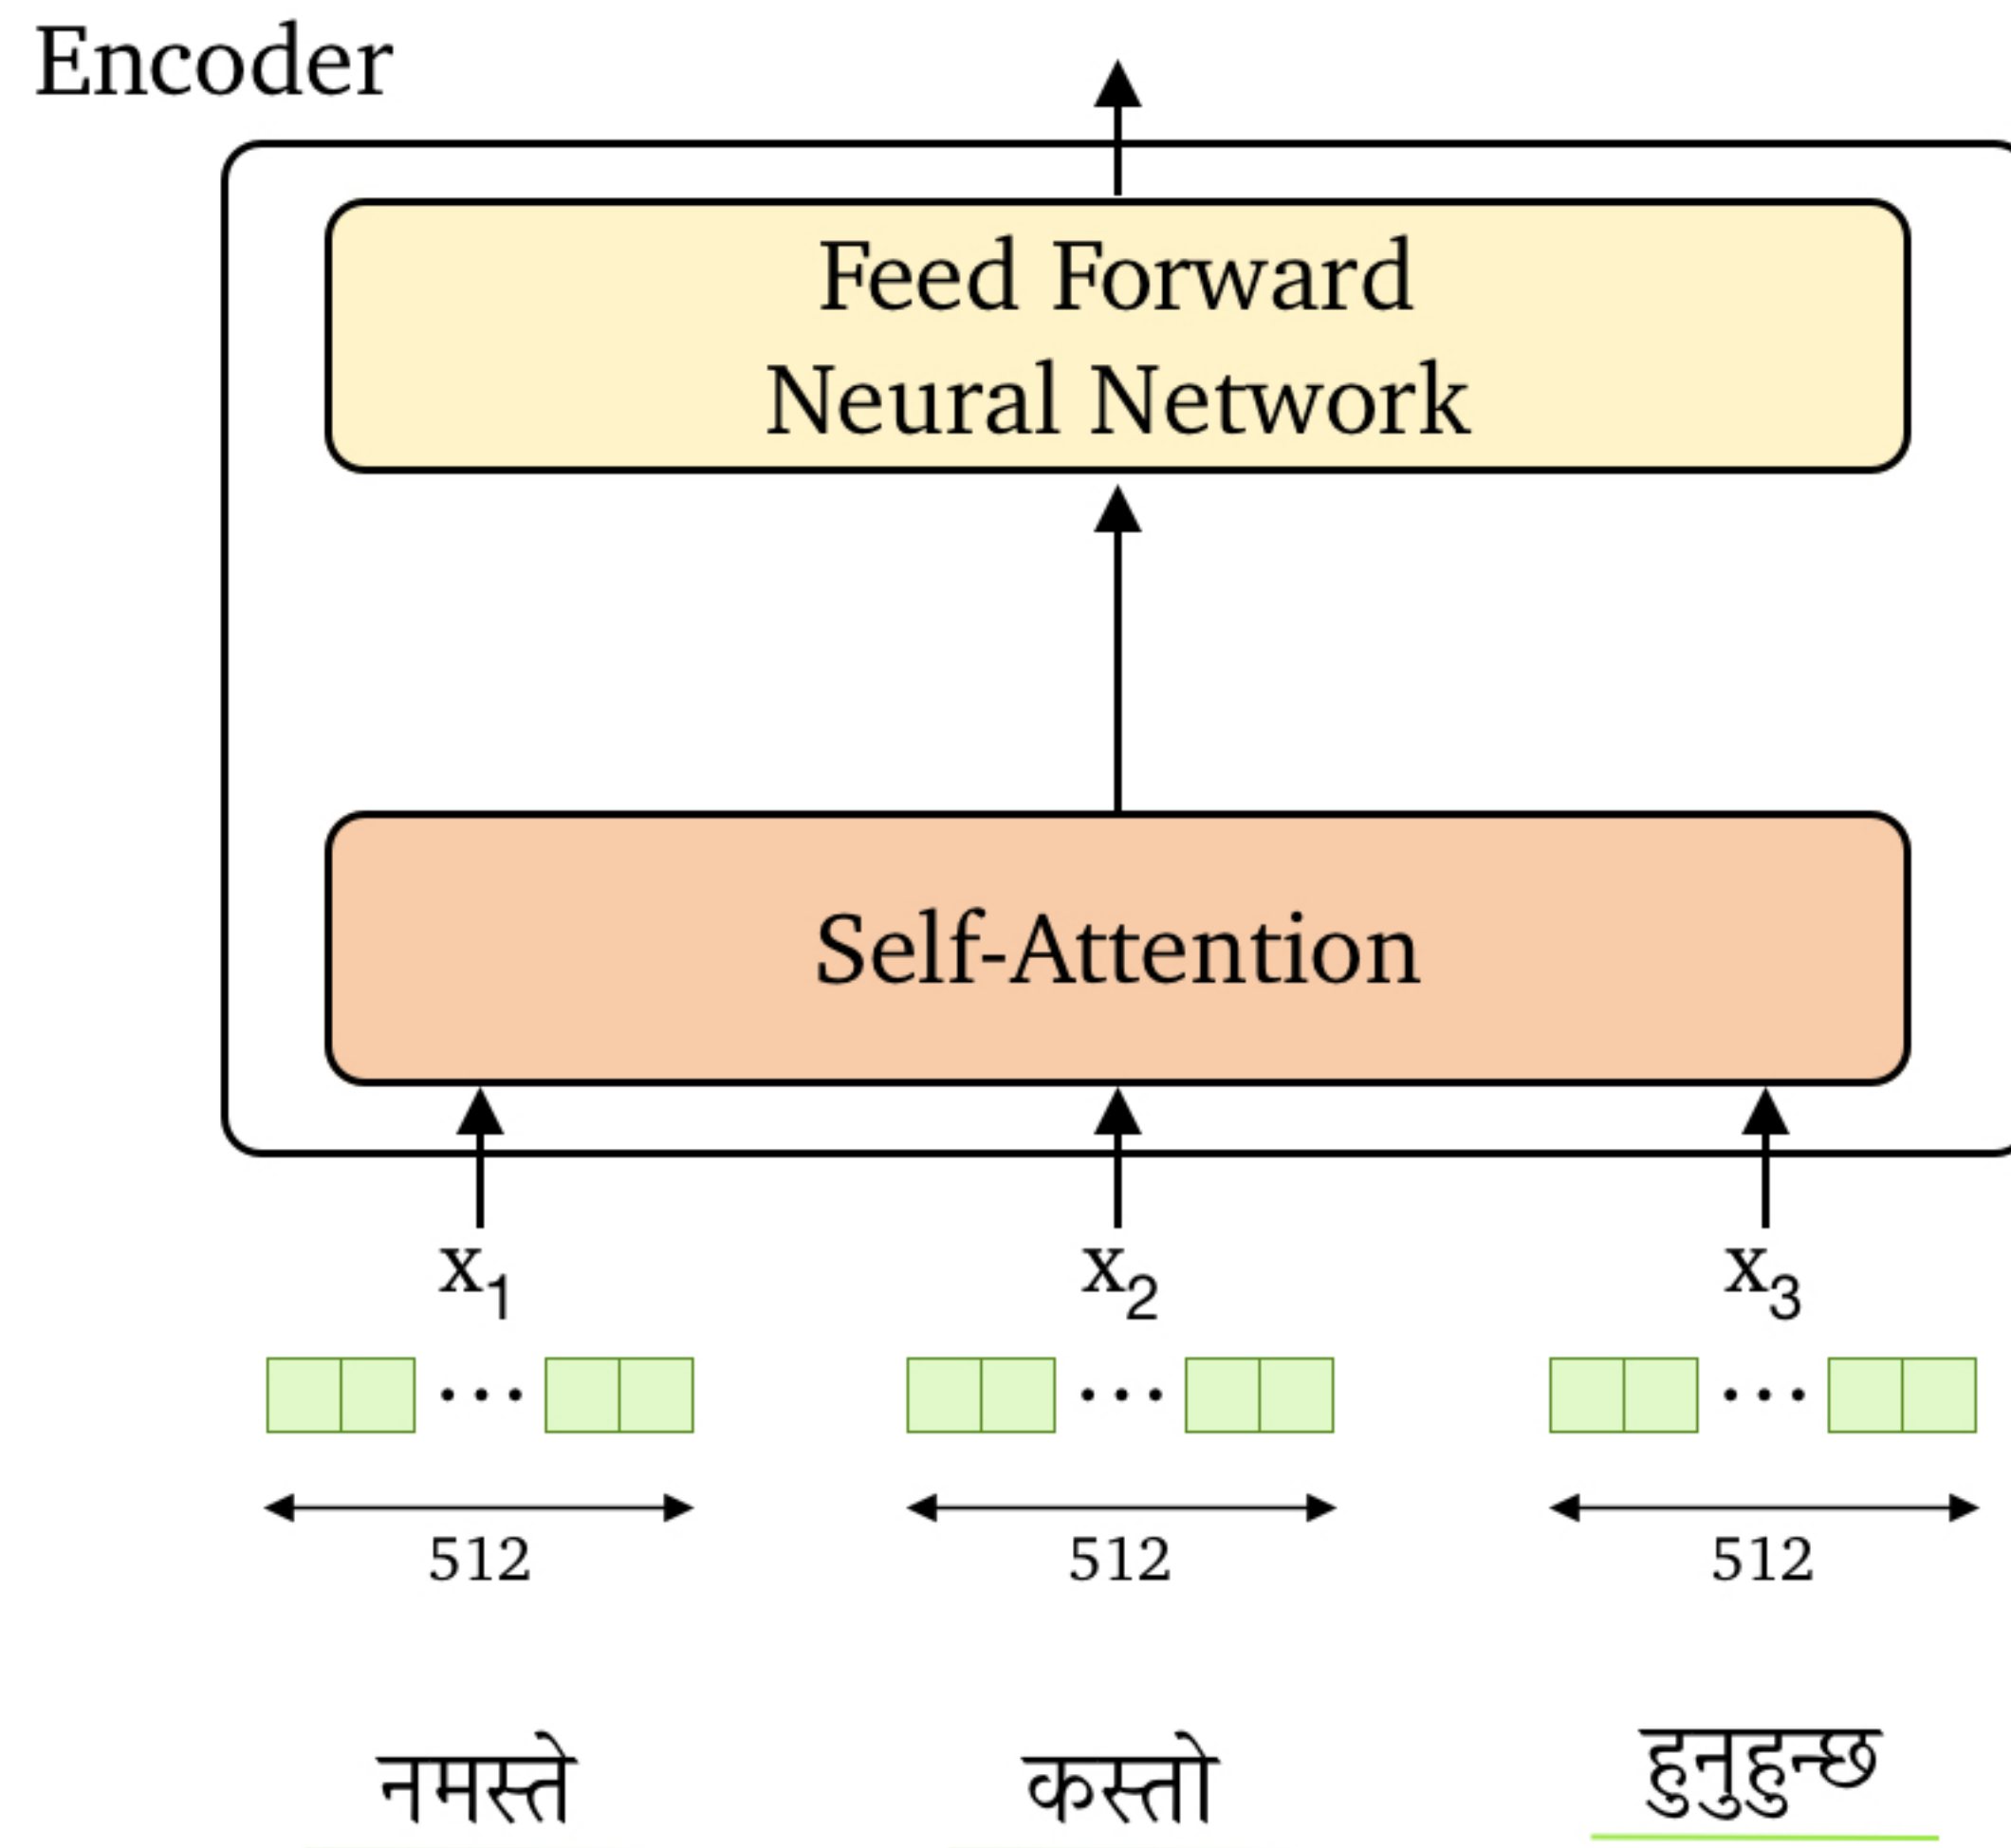 Encoder
Feed Forward
Neural Network
Self-Attention
x1 x2 x3
512 512 512
नमस्ते कस्तो हुनुहुन्छ